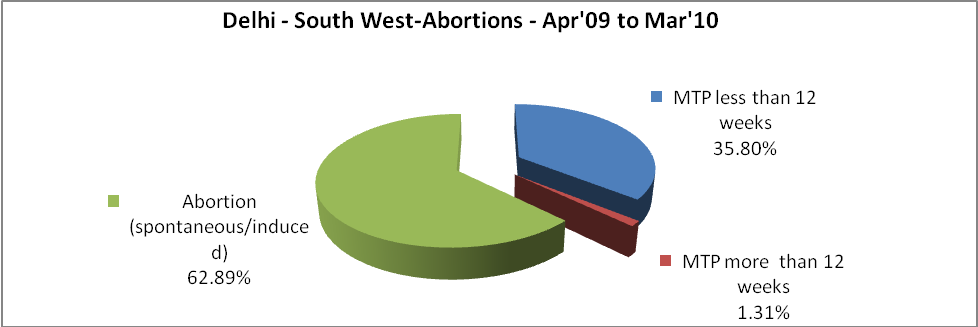 Delhi - South West-Abortions - Apr'09 to Mar'10
MTP less than 12
weeks
35.80%
Abortion
(spontaneous/induce
d)
62.89%
MTP more  than 12
weeks
1.31%